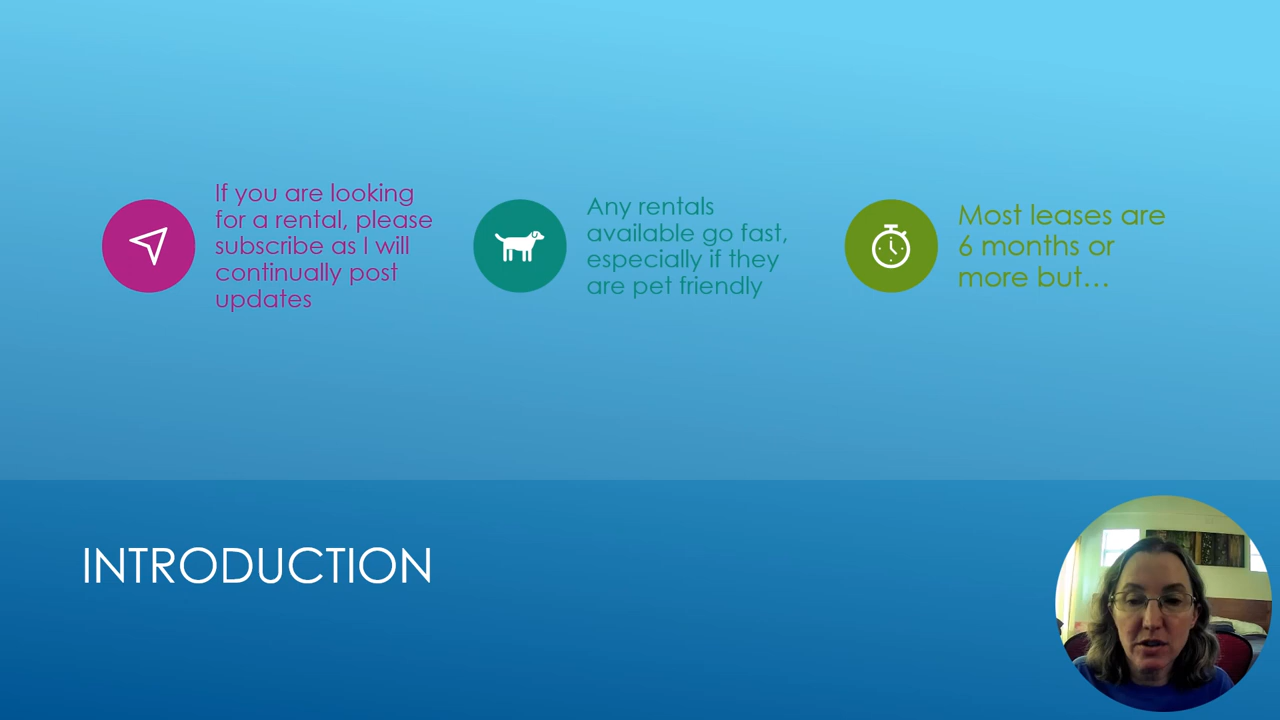 If you are looking
for a rental, please
subscribe as I will
continually post
updates
Any rentals
available go fast,
especially if they
are pet friendly
Most leases are
6 months or
more but…
INTRODUCTION